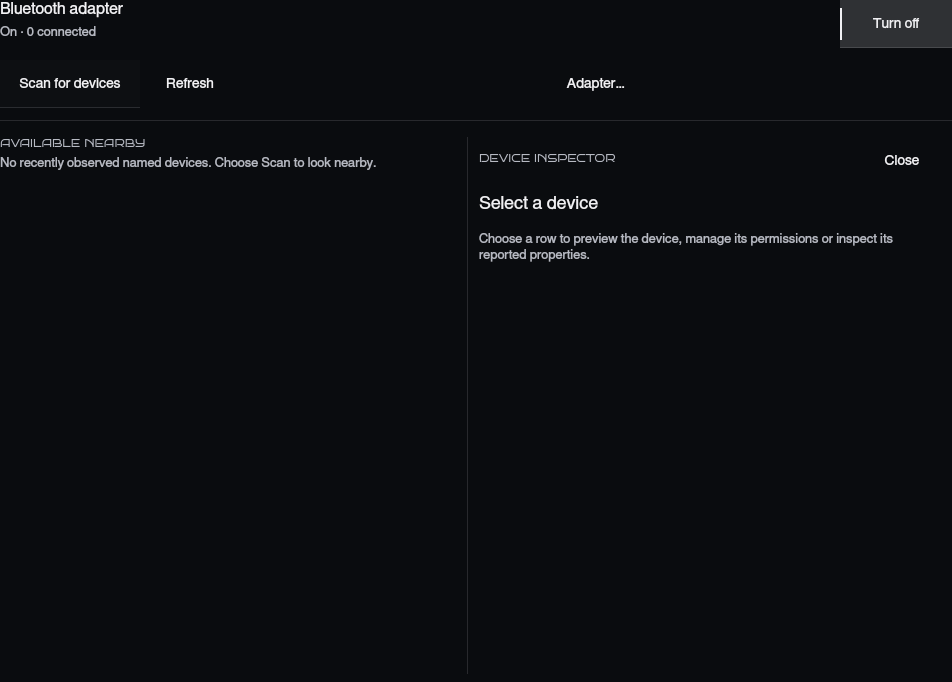 Bluetooth adapter
On · 0 connected
Turn off
Scan for devices
Refresh
Adapter...
AVAILABLE NEARBY
No recently observed named devices. Choose Scan to look nearby.
DEVICE INSPECTOR
Close
Select a device
Choose a row to preview the device, manage its permissions or inspect its
reported properties.